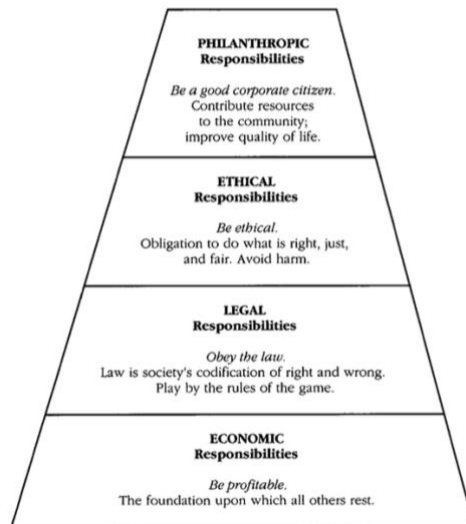 PHILANTHROPIC
Responsibilities
Be a good corporate citizen.
Contribute resources
to the community;
improve quality of life.
ETHICAL
Responsibilities
Be ethical.
Obligation to do what is right, just,
and fair. Avoid harm.
LEGAL
Responsibilities
Obey the law.
Law is society's codification of right and wrong.
Play by the rules of the game.
ECONOMIC
Responsibilities
Be profitable.
The foundation upon which all others rest.